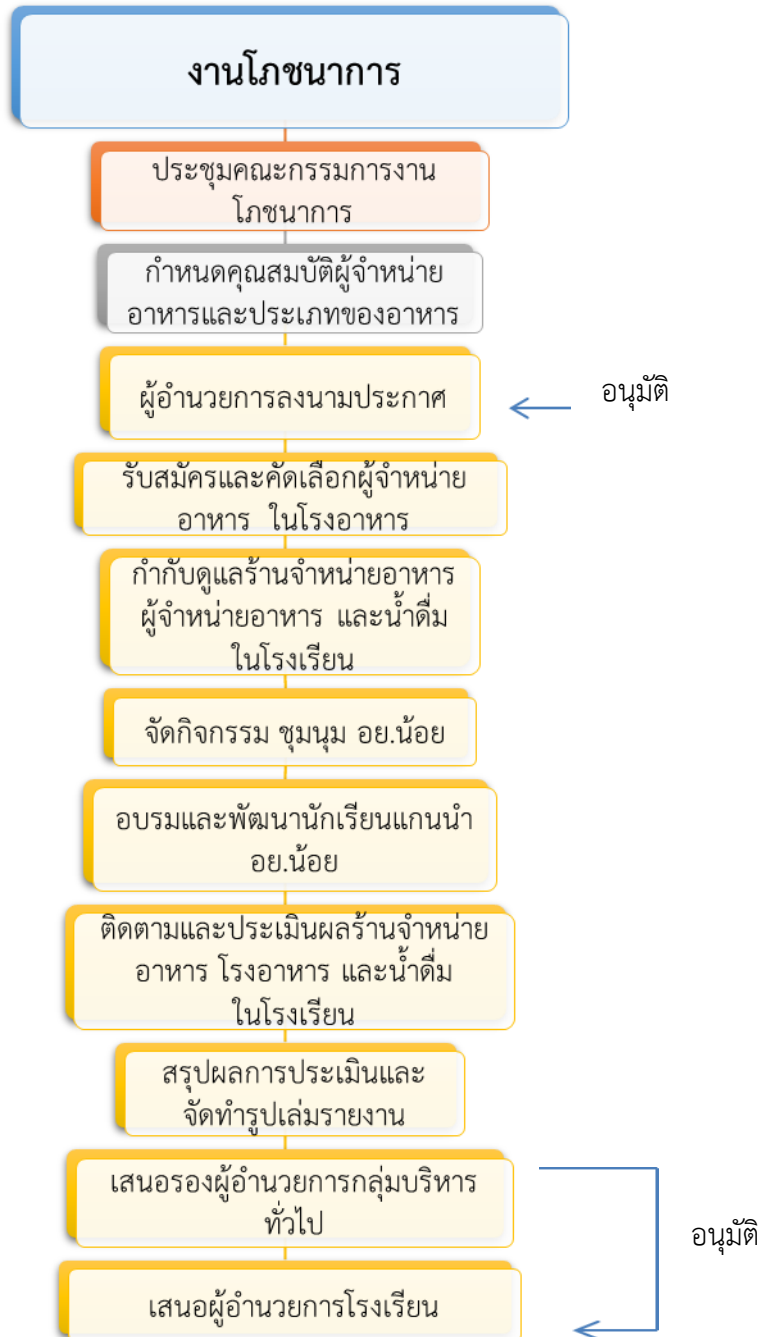 งานโภชนาการ
ประชุมคณะกรรมการงาน
โภชนาการ
กำหนดคุณสมบัติผู้จำหน่าย
อาหารและประเภทของอาหาร
ผู้อำนวยการลงนามประกาศ
อนุมัติ
รับสมัครและคัดเลือกผู้จำหน่าย
อาหาร ในโรงอาหาร
กำกับดูแลร้านจำหน่ายอาหาร
ผู้จำหน่ายอาหาร และน้ำดื่ม
ในโรงเรียน
จัดกิจกรรม ชุมนุม อย.น้อย
อบรมและพัฒนานักเรียนแกนนำ
อย.น้อย
ติดตามและประเมินผลร้านจำหน่าย
อาหาร โรงอาหาร และน้ำดื่ม
ในโรงเรียน
สรุปผลการประเมินและ
จัดทำรูปเล่มรายงาน
เสนอรองผู้อำนวยการกลุ่มบริหาร
ทั่วไป
อนุมัติ
เสนอผู้อำนวยการโรงเรียน